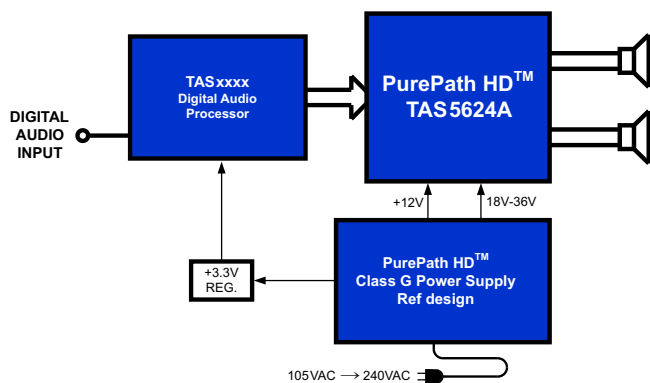 TASxxxx
Digital Audio
Processor
PurePath HD™
TAS5624A
DIGITAL
AUDIO
INPUT
+12V
18V-36V
+3.3V
REG.
PurePath HD™
Class G Power Supply
Ref design
105VAC → 240VAC